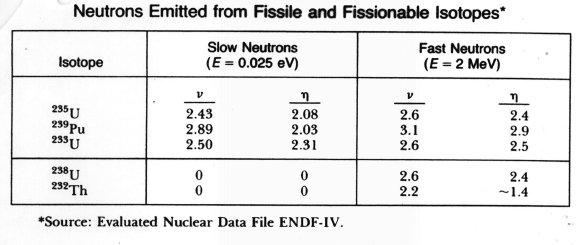 Neutrons Emitted from Fissile and Fissionable Isotopes*
Isotope Slow Neutrons (E = 0.025 eV) Fast Neutrons (E = 2 MeV)
ν η ν η
²³⁵U 2.43 2.08 2.6 2.4
²³⁹Pu 2.89 2.03 3.1 2.9
²³³U 2.50 2.31 2.6 2.5
²³⁸U 0 0 2.6 2.4
²³²Th 0 0 2.2 ~1.4
*Source: Evaluated Nuclear Data File ENDF-IV.